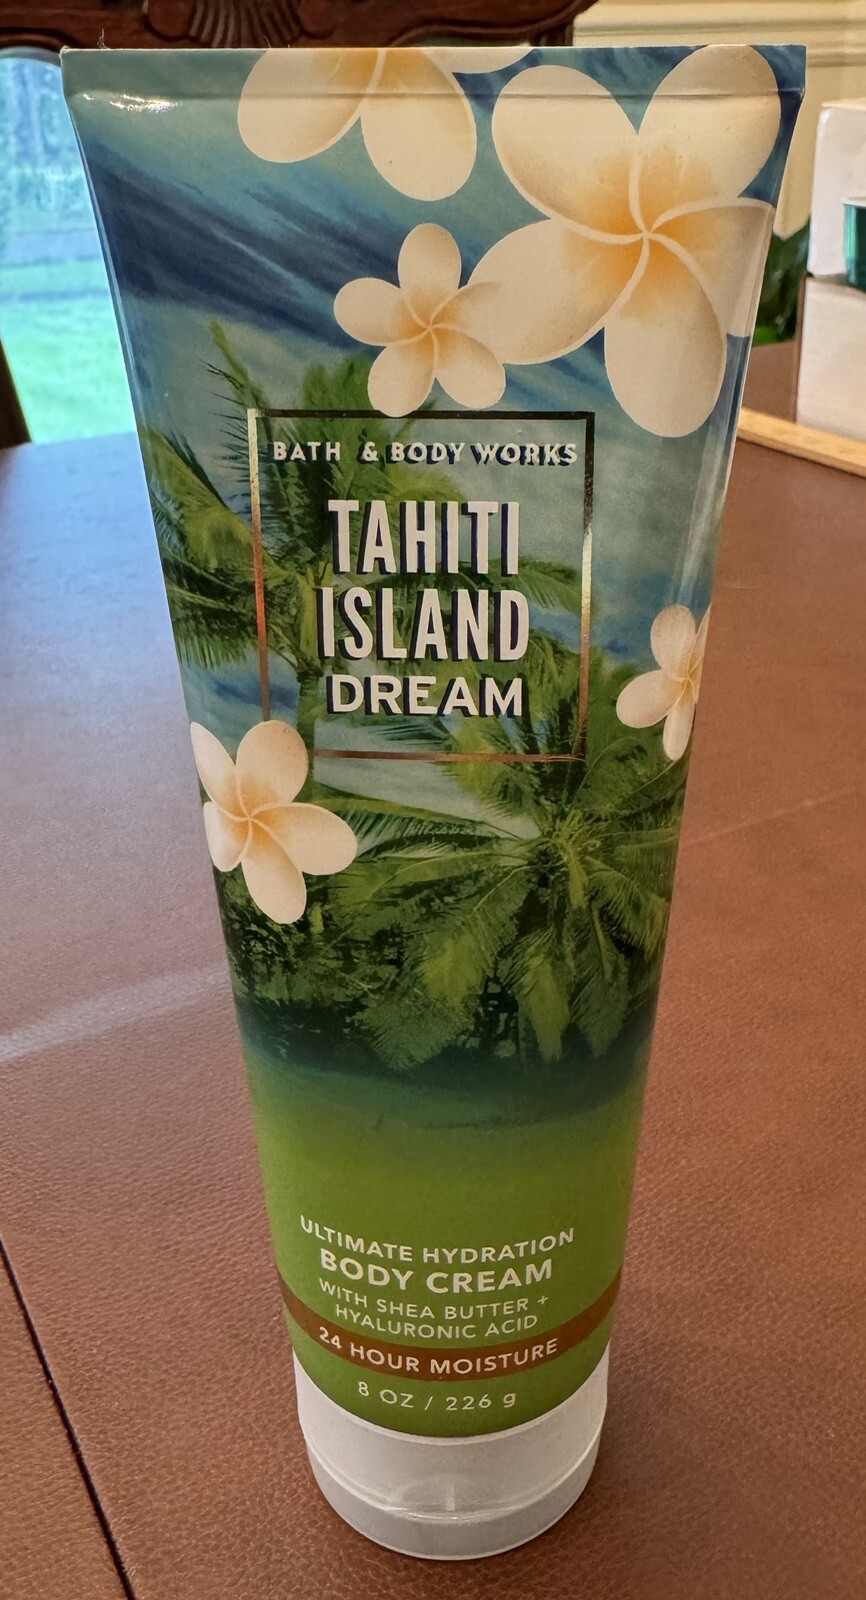 BATH & BODY WORKS
TAHITI
ISLAND
DREAM
ULTIMATE HYDRATION
BODY CREAM
WITH SHEA BUTTER +
HYALURONIC ACID
24 HOUR MOISTURE
8 OZ / 226 g